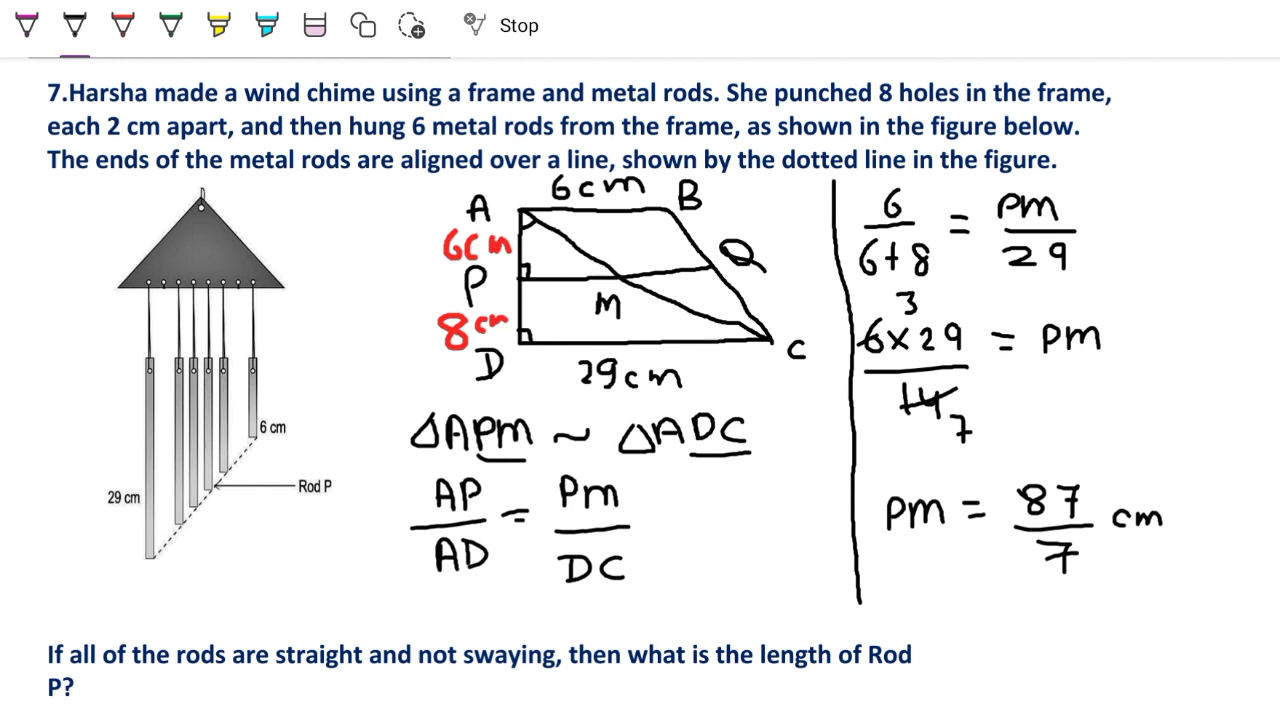 Stop
7.Harsha made a wind chime using a frame and metal rods. She punched 8 holes in the frame,
each 2 cm apart, and then hung 6 metal rods from the frame, as shown in the figure below.
The ends of the metal rods are aligned over a line, shown by the dotted line in the figure.
6 cm
29 cm
Rod P
6cm
A
B
6cm
P
Q
M
8cm
D
C
29cm
△APM ~ △ADC
AP/AD = PM/DC
6/6+8 = PM/29
3
6×29/14 = PM
7
PM = 87/7 cm
If all of the rods are straight and not swaying, then what is the length of Rod
P?